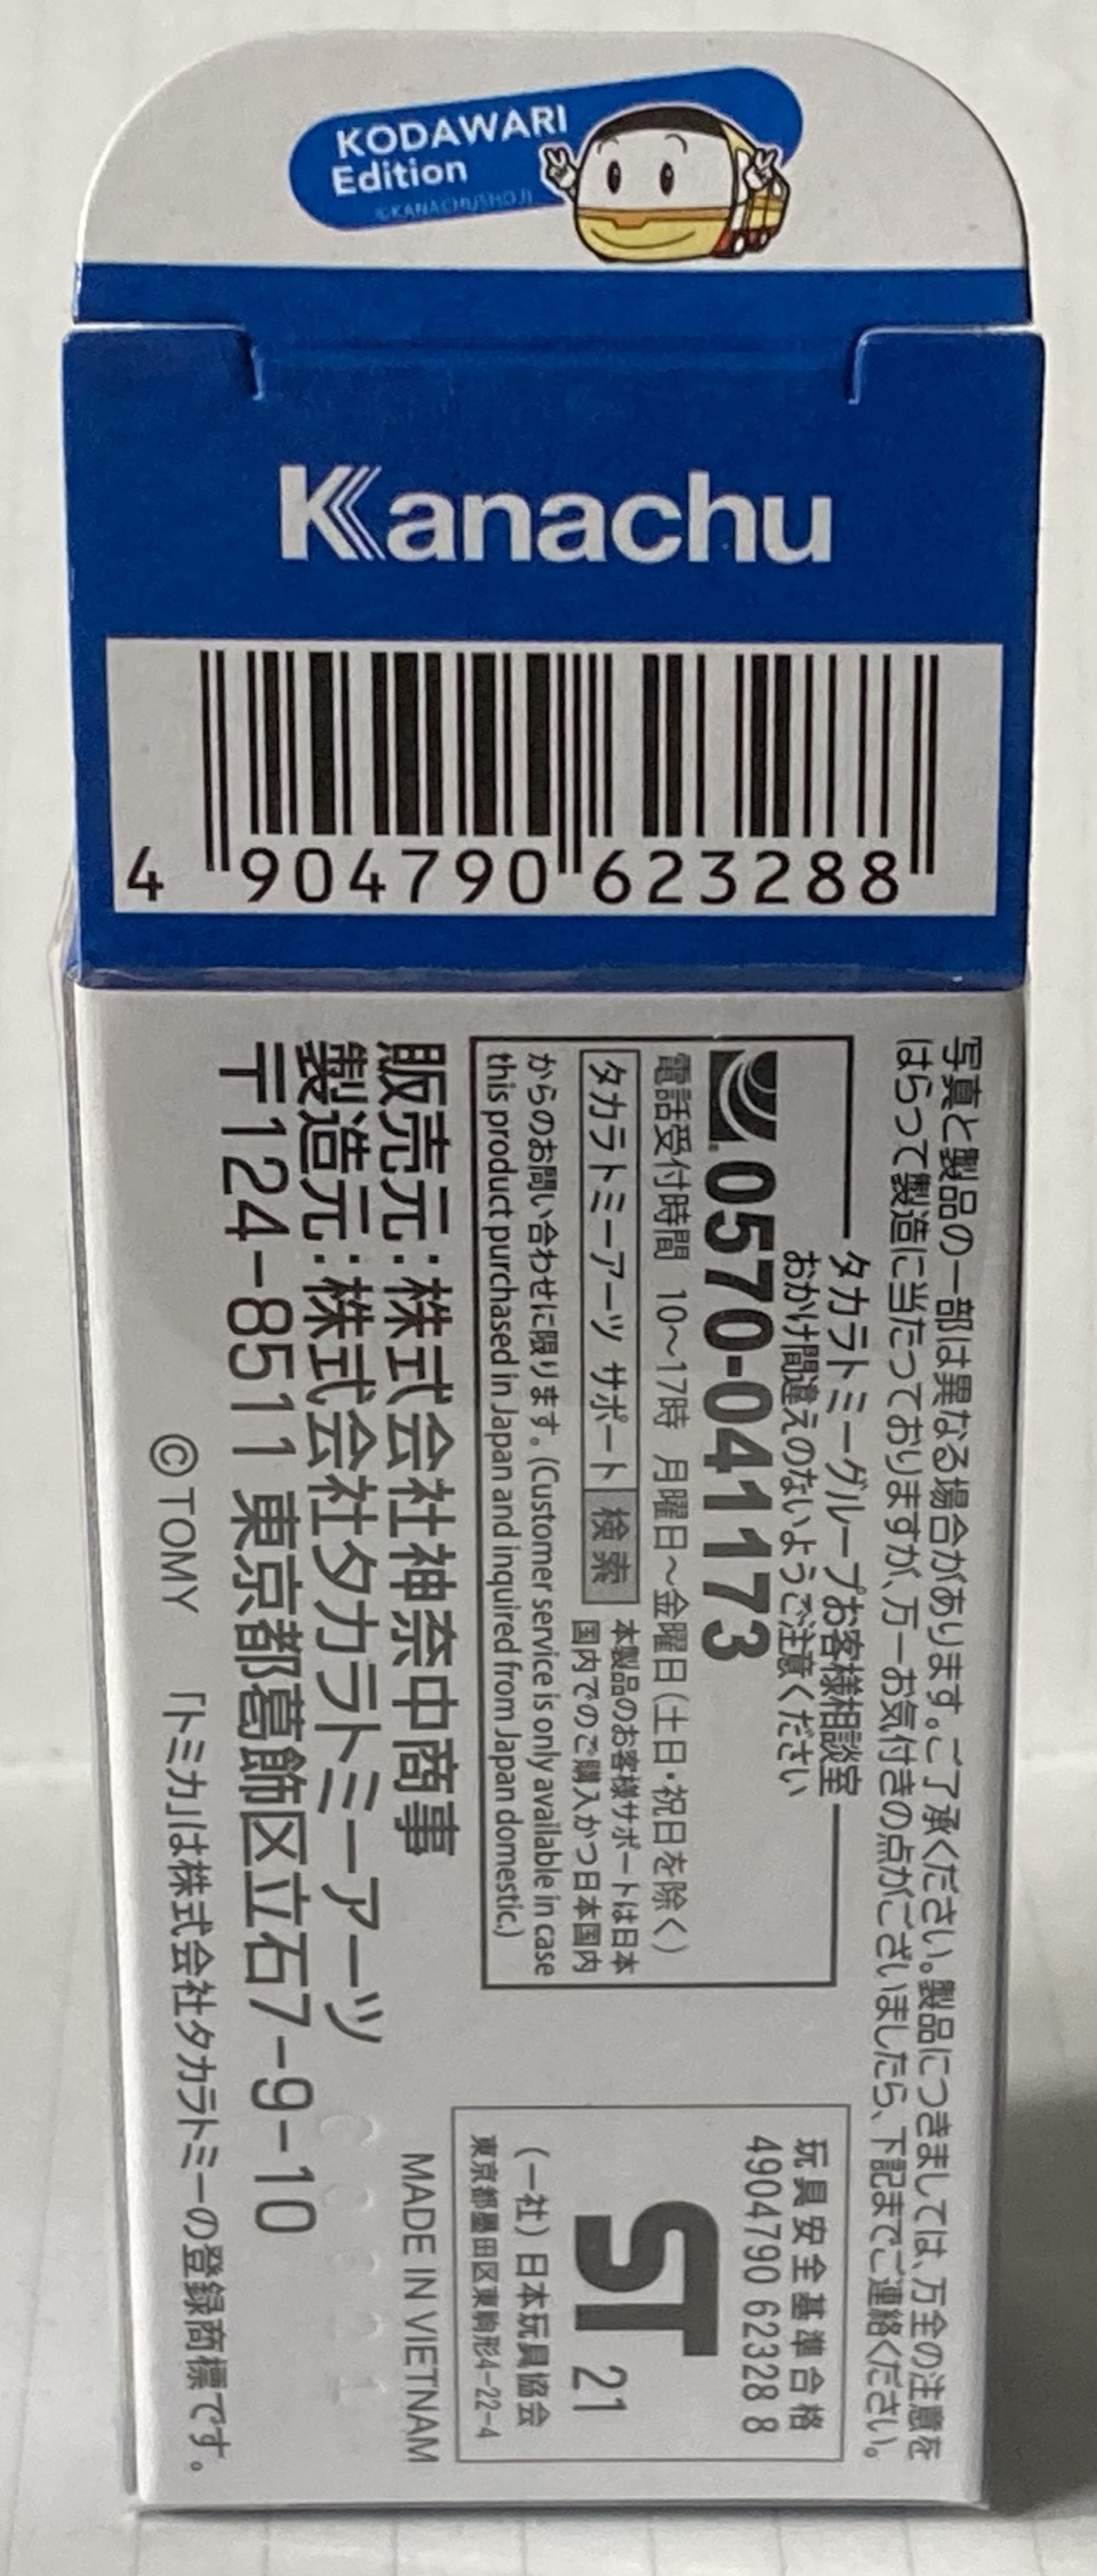 KODAWARI
Edition
©KANACHUSHOJI
Kanachu
4 904790 623288
写真と製品の一部は異なる場合があります。ご了承ください。製品につきましては、万全の注意を
はらって製造に当たっておりますが、万一お気付きの点がございましたら、下記までご連絡ください。
タカラトミーグループお客様相談室
おかけ間違えのないようご注意ください
0570-041173
電話受付時間 10〜17時 月曜日〜金曜日(土日・祝日を除く)
タカラトミーアーツ サポート 検索
本製品のお客様サポートは日本
国内でのご購入かつ日本国内
からのお問い合わせに限ります。(Customer service is only available in case
this product purchased in Japan and inquired from Japan domestic.)
販売元:株式会社神奈中商事
製造元:株式会社タカラトミーアーツ
〒124-8511 東京都葛飾区立石7-9-10
©TOMY 「トミカ」は株式会社タカラトミーの登録商標です。
玩具安全基準合格
4904790 62328 8
ST 21
(一社)日本玩具協会
東京都墨田区東駒形4-22-4
MADE IN VIETNAM